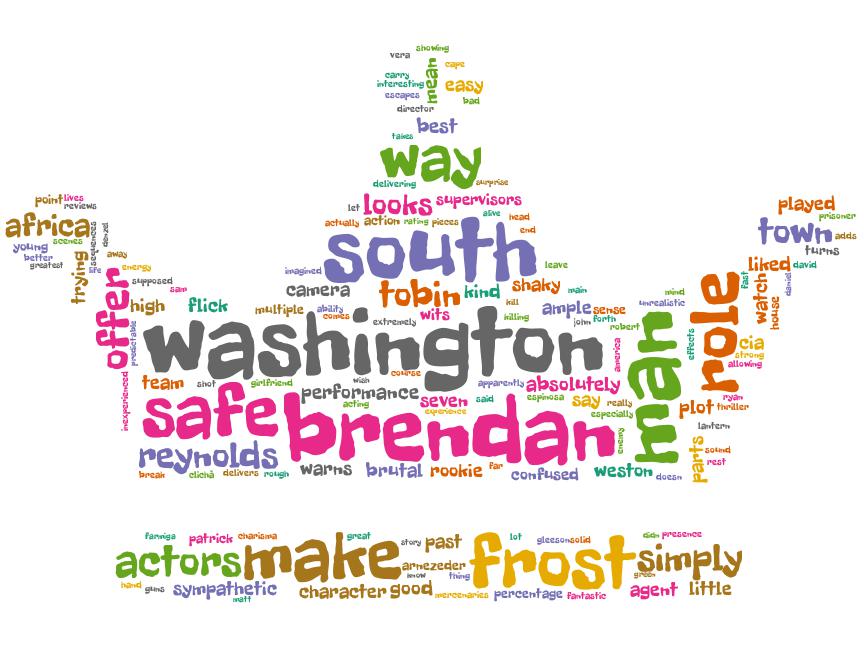 vera showing
carry mean cape
interesting easy
escapes bad
director
best
takes
way
delivering surprise
let looks supervisors
actually action rating pieces alive head
end
south
imagined leave
camera tobin kind shaky main
multiple ability comes wits kill ample sense
extremely killing john forth
robert
washington
america
course
wish
team shot girlfriend performance apparently absolutely
acting seven said espinosa say really
experience especially
safe brendan
enemy
reynolds warns brutal rookie far confused weston doesn
break clichã delivers rough
point lives
reviews
africa
young scenes sequences denzel
better
greatest life away
trying energy
supposed
sam
offer high flick
predictable
inexperienced
played
prisoner
town adds
turns
liked david
fast watch daniel
house
mind
unrealistic
man role
effects
cia
strong
allowing
ryan
plot thriller
lantern
parts sound
rest
farmiga patrick charisma great story past lot gleeson solid didn presence
actors make frost simply
arnezeder
know thing green
hand guns sympathetic character good mercenaries percentage fantastic agent little
matt